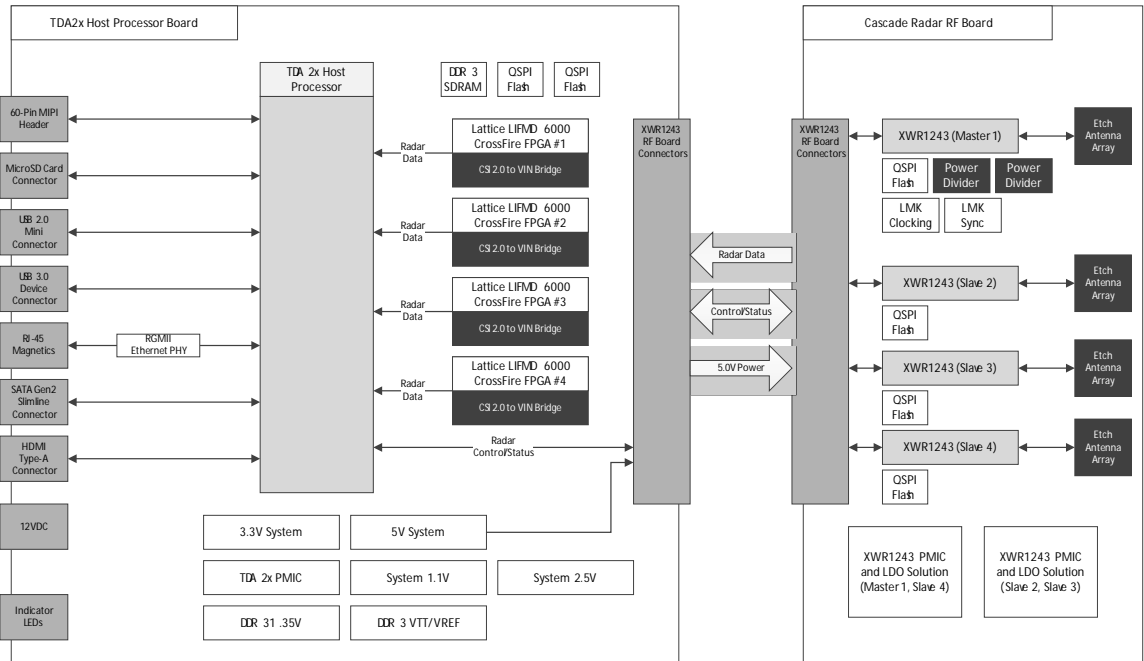 TDA2x Host Processor Board
Cascade Radar RF Board
TDA 2x Host
Processor
DDR 3
SDRAM
QSPI
Flash
QSPI
Flash
60-Pin MIPI
Header
MicroSD Card
Connector
USB 2.0
Mini
Connector
USB 3.0
Device
Connector
RJ-45
Magnetics
RGMII
Ethernet PHY
SATA Gen2
Slimline
Connector
HDMI
Type-A
Connector
12VDC
Indicator
LEDs
Radar
Data
Lattice LIFMD 6000
CrossFire FPGA #1
CSI 2.0 to VIN Bridge
Radar
Data
Lattice LIFMD 6000
CrossFire FPGA #2
CSI 2.0 to VIN Bridge
Radar
Data
Lattice LIFMD 6000
CrossFire FPGA #3
CSI 2.0 to VIN Bridge
Radar
Data
Lattice LIFMD 6000
CrossFire FPGA #4
CSI 2.0 to VIN Bridge
Radar
Control/Status
3.3V System
5V System
TDA 2x PMIC
System 1.1V
System 2.5V
DDR 31 .35V
DDR 3 VTT/VREF
XWR1243
RF Board
Connectors
Radar Data
Control/Status
5.0V Power
XWR1243
RF Board
Connectors
XWR1243 (Master 1)
Etch
Antenna
Array
QSPI
Flash
Power
Divider
Power
Divider
LMK
Clocking
LMK
Sync
XWR1243 (Slave 2)
Etch
Antenna
Array
QSPI
Flash
XWR1243 (Slave 3)
Etch
Antenna
Array
QSPI
Flash
XWR1243 (Slave 4)
Etch
Antenna
Array
QSPI
Flash
XWR1243 PMIC
and LDO Solution
(Master 1, Slave 4)
XWR1243 PMIC
and LDO Solution
(Slave 2, Slave 3)